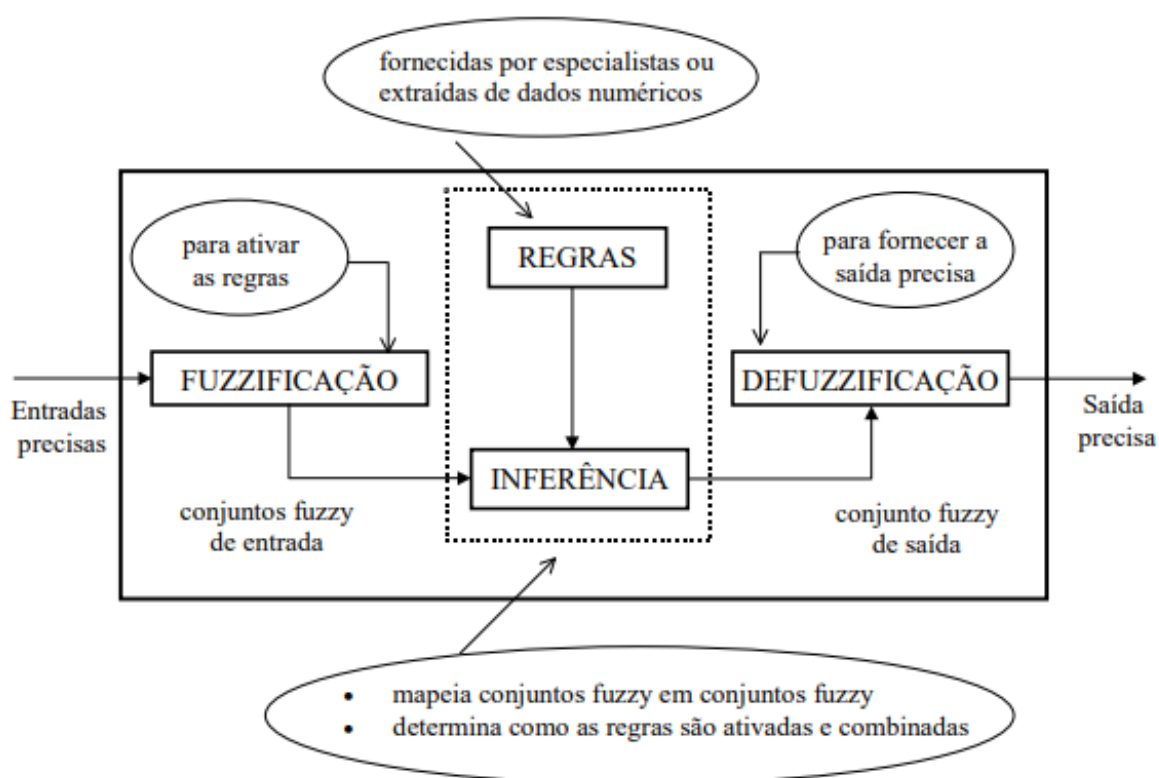 fornecidas por especialistas ou
extraídas de dados numéricos
para ativar
as regras
REGRAS
para fornecer a
saída precisa
FUZZIFICAÇÃO
DEFUZZIFICAÇÃO
Entradas
precisas
Saída
precisa
INFERÊNCIA
conjuntos fuzzy
de entrada
conjunto fuzzy
de saída
• mapeia conjuntos fuzzy em conjuntos fuzzy
• determina como as regras são ativadas e combinadas